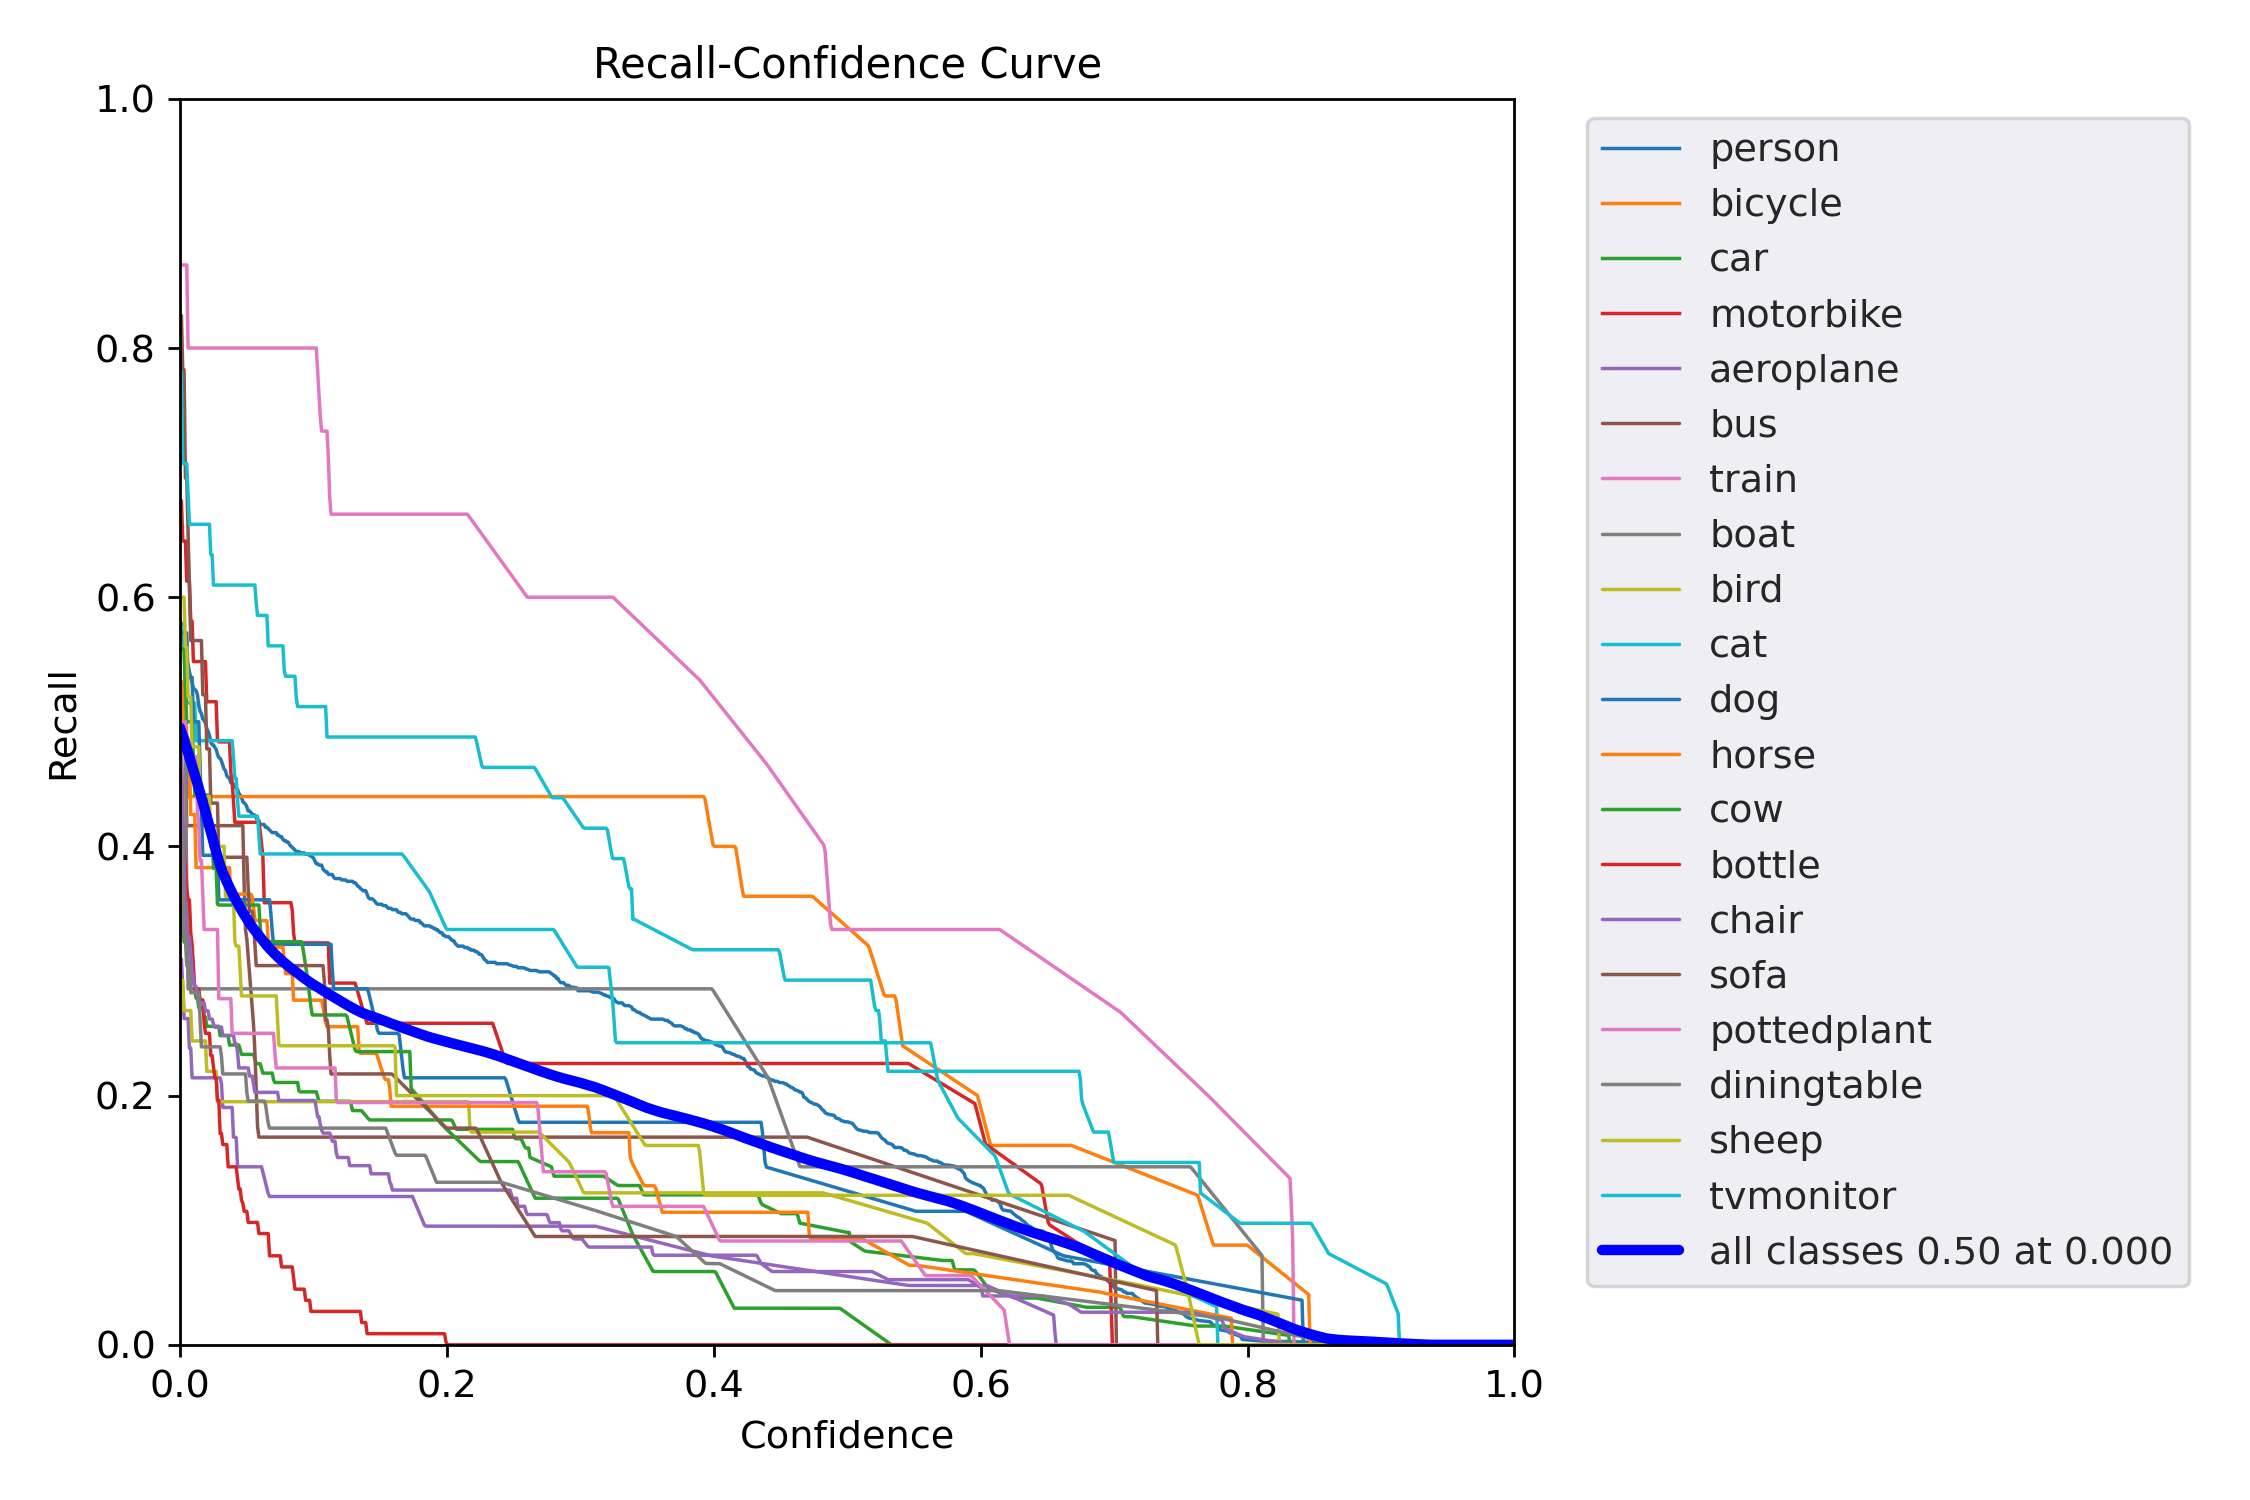 Recall-Confidence Curve
1.0
0.8
0.6
0.4
0.2
0.0
Recall
0.0 0.2 0.4 0.6 0.8 1.0
Confidence
person
bicycle
car
motorbike
aeroplane
bus
train
boat
bird
cat
dog
horse
cow
bottle
chair
sofa
pottedplant
diningtable
sheep
tvmonitor
all classes 0.50 at 0.000